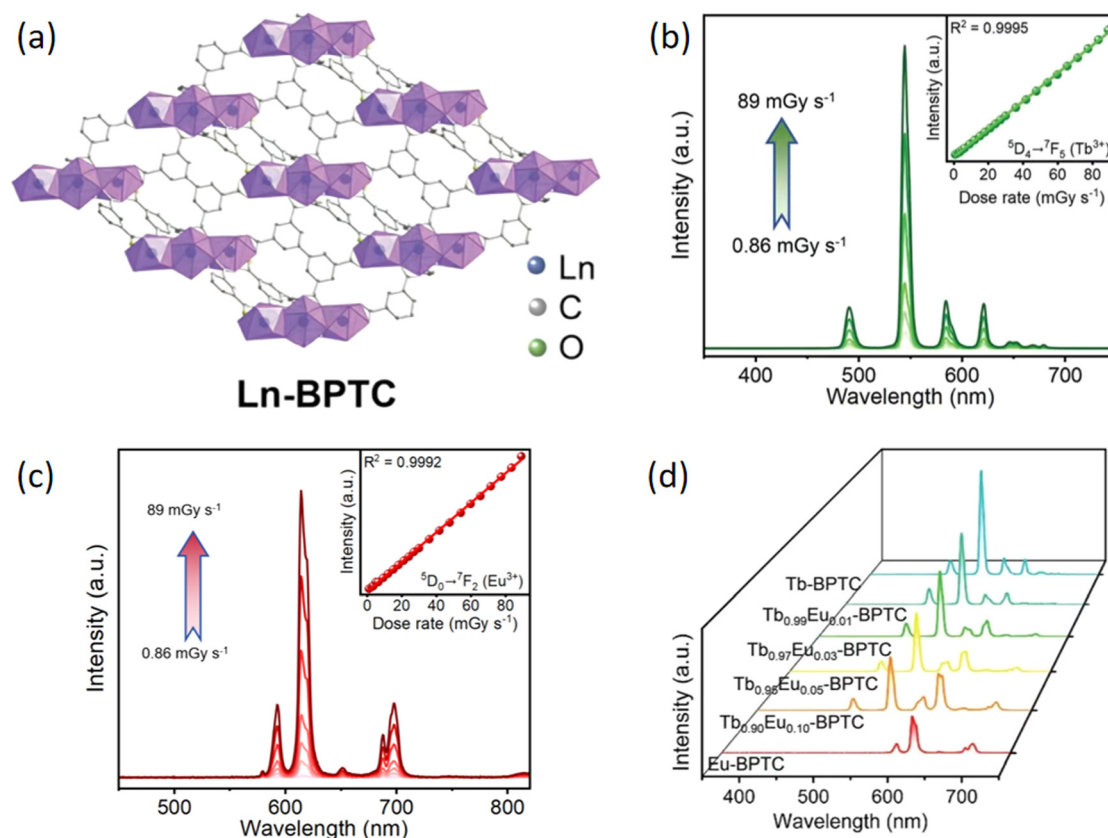 (a)
Ln
C
O
Ln-BPTC
(b)
R² = 0.9995
Intensity (a.u.)
⁵D₄→⁷F₅ (Tb³⁺)
0 20 40 60 80
Dose rate (mGy s⁻¹)
89 mGy s⁻¹
0.86 mGy s⁻¹
Intensity (a.u.)
400 500 600 700
Wavelength (nm)
(c)
R² = 0.9992
Intensity (a.u.)
⁵D₀→⁷F₂ (Eu³⁺)
0 20 40 60 80
Dose rate (mGy s⁻¹)
89 mGy s⁻¹
0.86 mGy s⁻¹
Intensity (a.u.)
500 600 700 800
Wavelength (nm)
(d)
Tb-BPTC
Tb₀.₉₉Eu₀.₀₁-BPTC
Tb₀.₉₇Eu₀.₀₃-BPTC
Tb₀.₉₅Eu₀.₀₅-BPTC
Tb₀.₉₀Eu₀.₁₀-BPTC
Eu-BPTC
Intensity (a.u.)
400 500 600 700
Wavelength (nm)